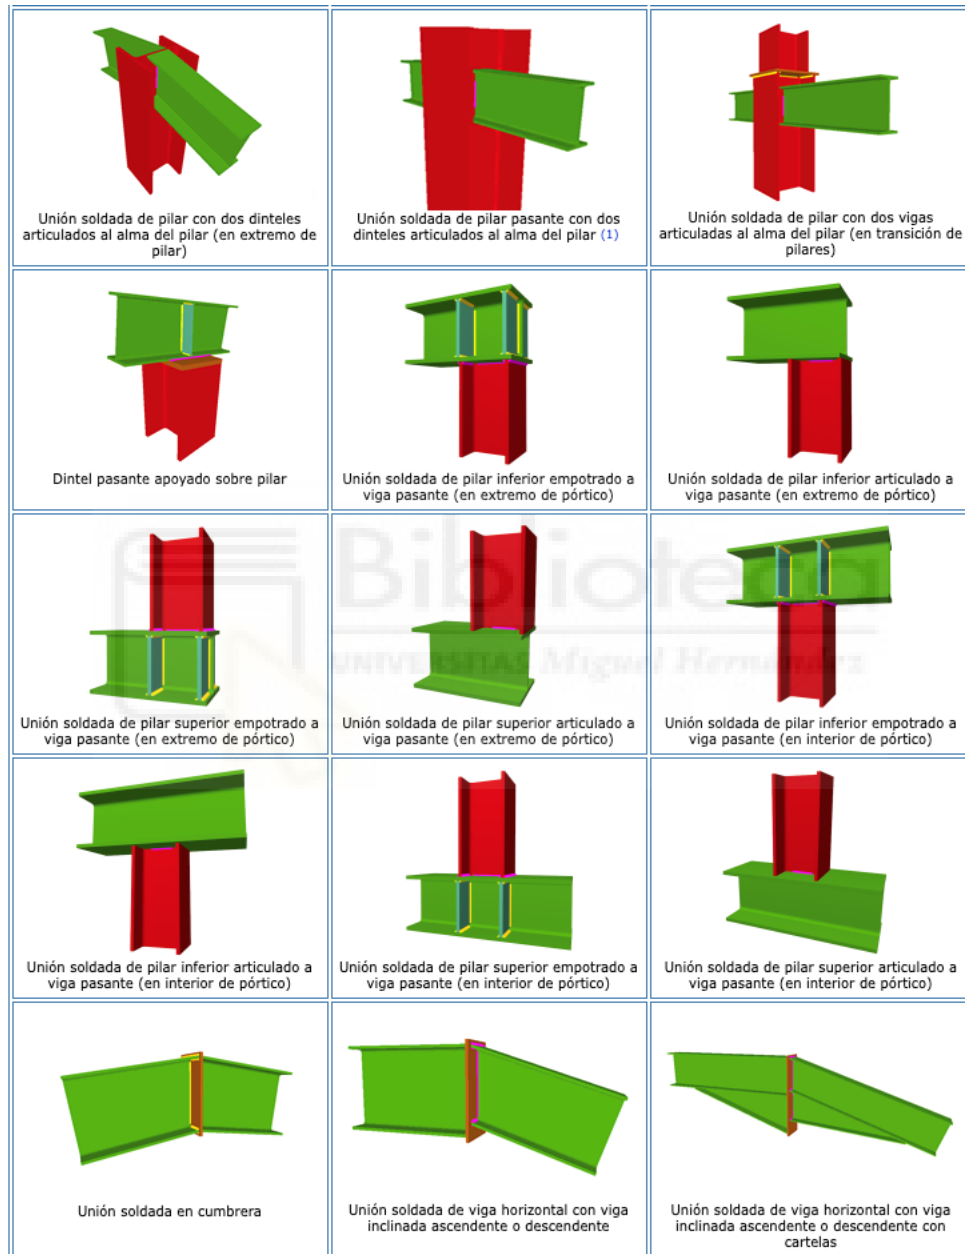 Unión soldada de pilar con dos dinteles
articulados al alma del pilar (en extremo de
pilar)
Unión soldada de pilar pasante con dos
dinteles articulados al alma del pilar (1)
Unión soldada de pilar con dos vigas
articuladas al alma del pilar (en transición de
pilares)
Dintel pasante apoyado sobre pilar
Unión soldada de pilar inferior empotrado a
viga pasante (en extremo de pórtico)
Unión soldada de pilar inferior articulado a
viga pasante (en extremo de pórtico)
Biblioteca
UNIVERSITAS Miguel Hernández
Unión soldada de pilar superior empotrado a
viga pasante (en extremo de pórtico)
Unión soldada de pilar superior articulado a
viga pasante (en extremo de pórtico)
Unión soldada de pilar inferior empotrado a
viga pasante (en interior de pórtico)
Unión soldada de pilar inferior articulado a
viga pasante (en interior de pórtico)
Unión soldada de pilar superior empotrado a
viga pasante (en interior de pórtico)
Unión soldada de pilar superior articulado a
viga pasante (en interior de pórtico)
Unión soldada en cumbrera
Unión soldada de viga horizontal con viga
inclinada ascendente o descendente
Unión soldada de viga horizontal con viga
inclinada ascendente o descendente con
cartelas